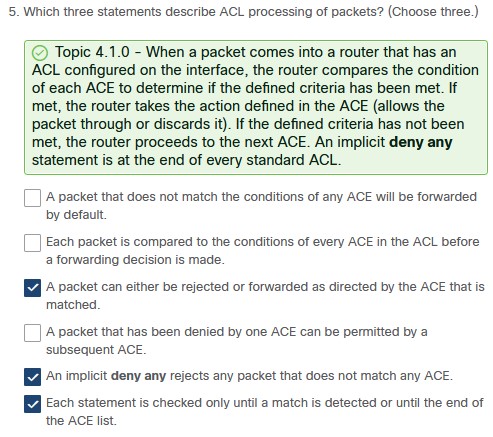 5. Which three statements describe ACL processing of packets? (Choose three.)
Topic 4.1.0 - When a packet comes into a router that has an
ACL configured on the interface, the router compares the condition
of each ACE to determine if the defined criteria has been met. If
met, the router takes the action defined in the ACE (allows the
packet through or discards it). If the defined criteria has not been
met, the router proceeds to the next ACE. An implicit deny any
statement is at the end of every standard ACL.
A packet that does not match the conditions of any ACE will be forwarded
by default.
Each packet is compared to the conditions of every ACE in the ACL before
a forwarding decision is made.
A packet can either be rejected or forwarded as directed by the ACE that is
matched.
A packet that has been denied by one ACE can be permitted by a
subsequent ACE.
An implicit deny any rejects any packet that does not match any ACE.
Each statement is checked only until a match is detected or until the end of
the ACE list.